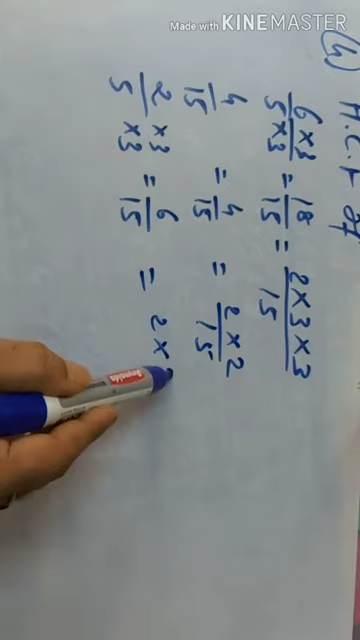 Made with KINEMASTER
(4) H.C.F of
6×3/5×3 = 18/15 = 2×3×3/15
4/15 = 4/15 = 2×2/15
2×3/5×3 = 6/15 = 2×
Reynolds